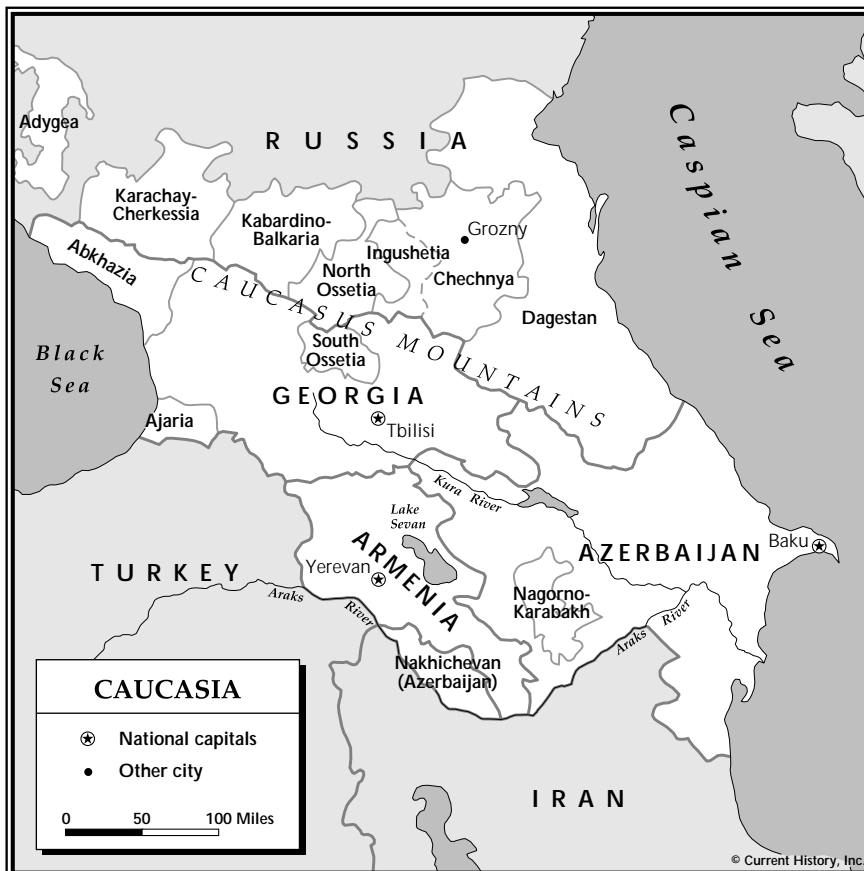 Adygea
RUSSIA
Caspian Sea
Karachay-
Cherkessia
Kabardino-
Balkaria
Grozny
Ingushetia
Abkhazia
North
Ossetia
Chechnya
CAUCASUS MOUNTAINS
Dagestan
South
Ossetia
Black
Sea
GEORGIA
Ajaria
Tbilisi
Kura River
Lake
Sevan
ARMENIA
AZERBAIJAN
Baku
Yerevan
TURKEY
Nagorno-
Karabakh
Araks River
Araks River
Nakhichevan
(Azerbaijan)
CAUCASIA
National capitals
Other city
0 50 100 Miles
IRAN
© Current History, Inc.